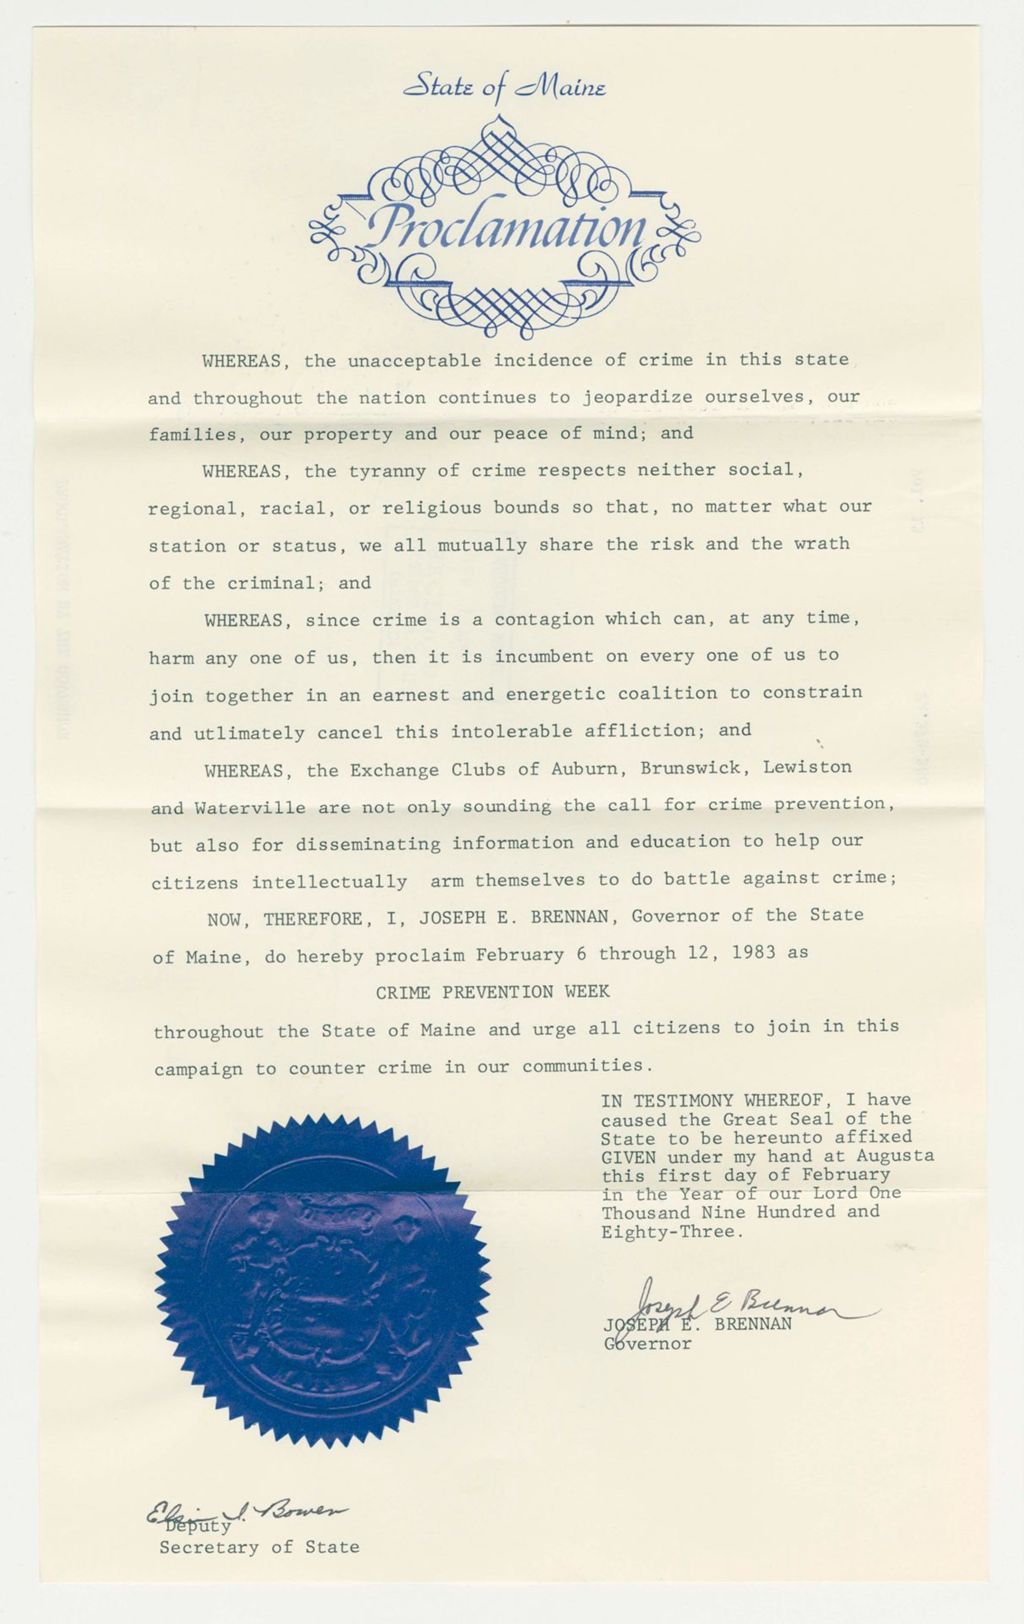 State of Maine
Proclamation
WHEREAS, the unacceptable incidence of crime in this state,
and throughout the nation continues to jeopardize ourselves, our
families, our property and our peace of mind; and
WHEREAS, the tyranny of crime respects neither social,
regional, racial, or religious bounds so that, no matter what our
station or status, we all mutually share the risk and the wrath
of the criminal; and
WHEREAS, since crime is a contagion which can, at any time,
harm any one of us, then it is incumbent on every one of us to
join together in an earnest and energetic coalition to constrain
and utlimately cancel this intolerable affliction; and
WHEREAS, the Exchange Clubs of Auburn, Brunswick, Lewiston
and Waterville are not only sounding the call for crime prevention,
but also for disseminating information and education to help our
citizens intellectually arm themselves to do battle against crime;
NOW, THEREFORE, I, JOSEPH E. BRENNAN, Governor of the State
of Maine, do hereby proclaim February 6 through 12, 1983 as
CRIME PREVENTION WEEK
throughout the State of Maine and urge all citizens to join in this
campaign to counter crime in our communities.
IN TESTIMONY WHEREOF, I have
caused the Great Seal of the
State to be hereunto affixed
GIVEN under my hand at Augusta
this first day of February
in the Year of our Lord One
Thousand Nine Hundred and
Eighty-Three.
Joseph E Brennan
JOSEPH E. BRENNAN
Governor
MAINE
Bowen
Deputy
Secretary of State